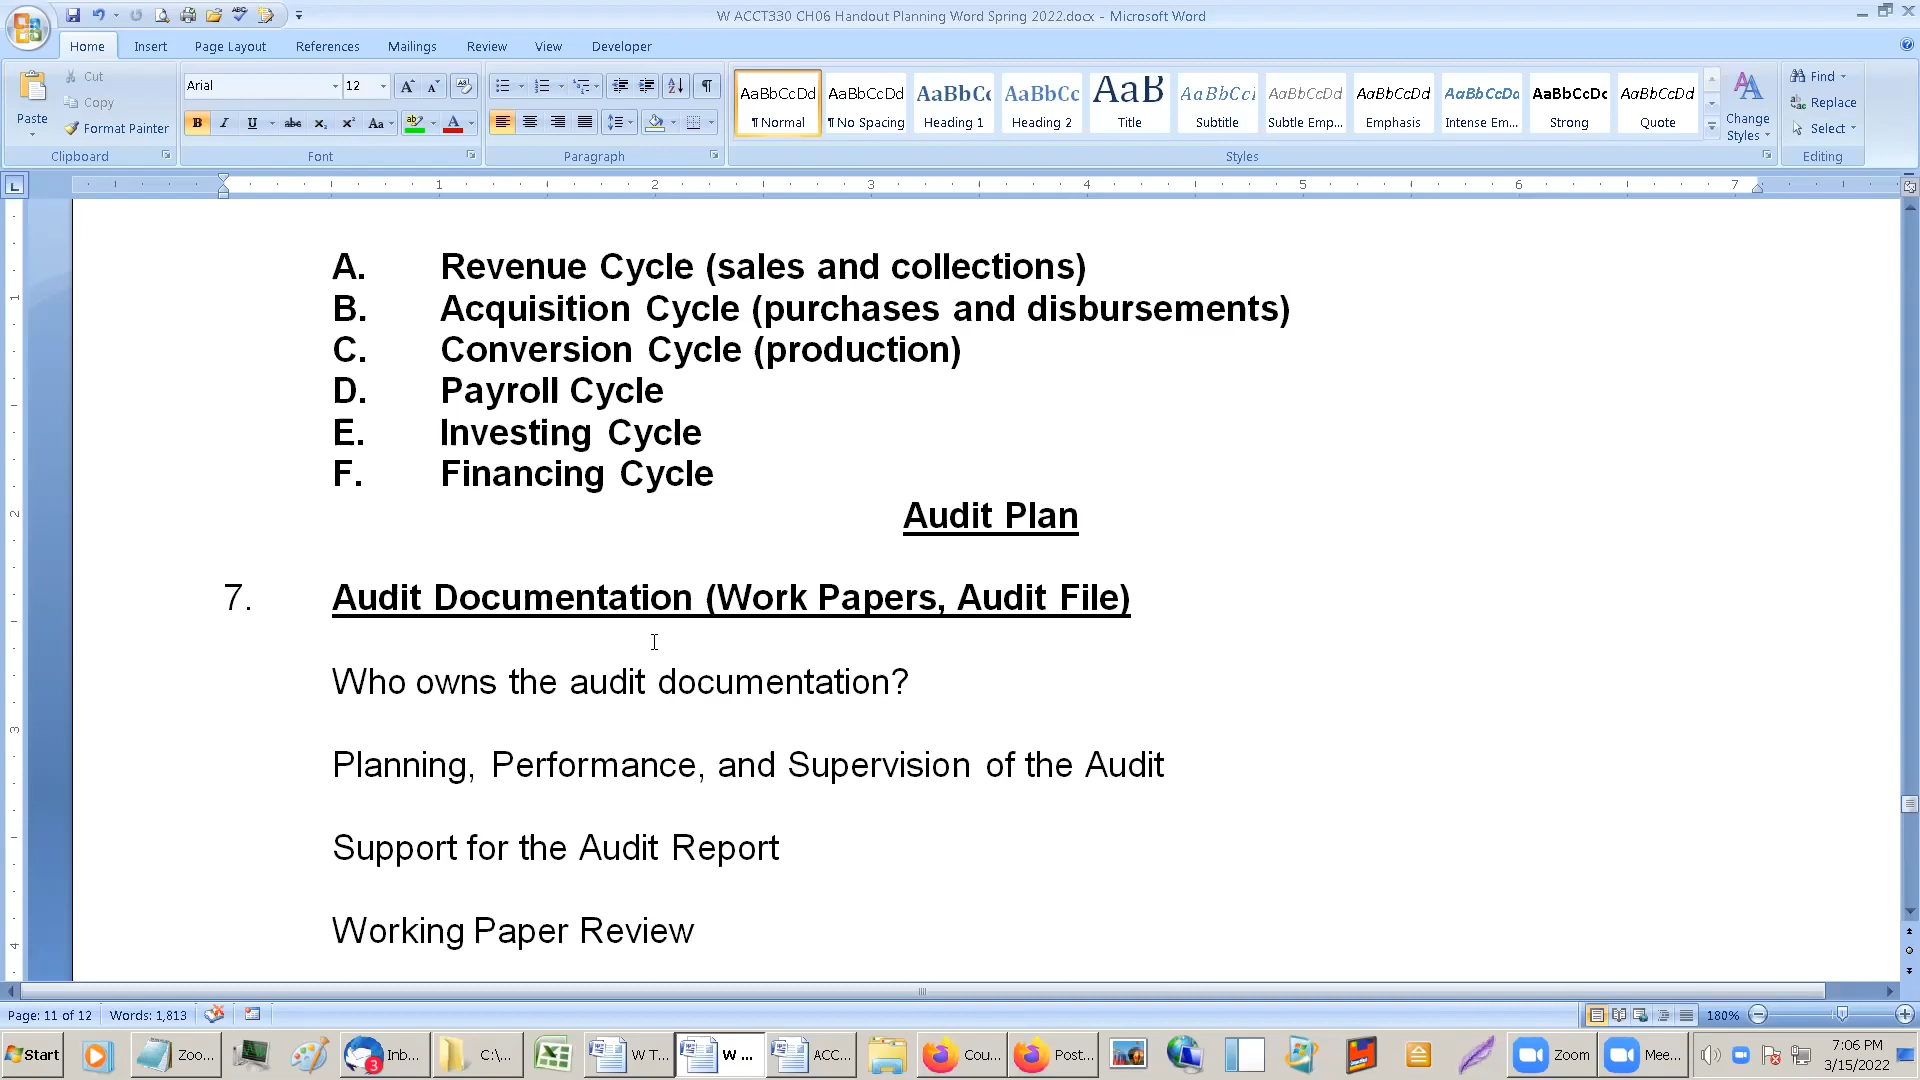 W ACCT330 CH06 Handout Planning Word Spring 2022.docx - Microsoft Word
Home Insert Page Layout References Mailings Review View Developer
Paste
Cut
Copy
Format Painter
Clipboard
Arial 12
Font
Paragraph
AaBbCcDd AaBbCcDd AaBbCc AaBbCc AaB AaBbCcI AaBbCcDd AaBbCcDd AaBbCcDd AaBbCcDc AaBbCcDd
¶ Normal ¶ No Spacing Heading 1 Heading 2 Title Subtitle Subtle Emp... Emphasis Intense Em... Strong Quote
Styles
Change Styles
Find
Replace
Select
Editing
1 2 3 4 5 6 7
A. Revenue Cycle (sales and collections)
B. Acquisition Cycle (purchases and disbursements)
C. Conversion Cycle (production)
D. Payroll Cycle
E. Investing Cycle
F. Financing Cycle
Audit Plan
7. Audit Documentation (Work Papers, Audit File)
Who owns the audit documentation?
Planning, Performance, and Supervision of the Audit
Support for the Audit Report
Working Paper Review
Page: 11 of 12 Words: 1,813 180%
Start Zoo... Inb... C:\... W T... W ... ACC... Cou... Post... Zoom Mee... 7:06 PM
3/15/2022